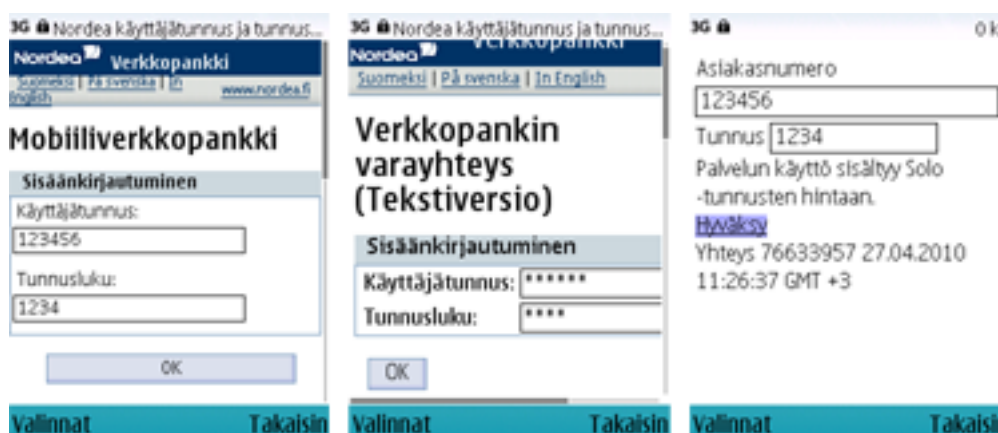 3G Nordea käyttäjätunnus ja tunnus...
Nordea Verkkopankki
Suomeksi | På svenska | In English www.nordea.fi
Mobiiliverkkopankki
Sisäänkirjautuminen
Käyttäjätunnus:
123456
Tunnusluku:
1234
OK
Valinnat Takaisin
3G Nordea käyttäjätunnus ja tunnus...
Nordea Verkkopankki
Suomeksi | På svenska | In English
Verkkopankin
varayhteys
(Tekstiversio)
Sisäänkirjautuminen
Käyttäjätunnus: ******
Tunnusluku: ****
OK
Valinnat Takaisin
3G 0 k
Asiakasnumero
123456
Tunnus 1234
Palvelun käyttö sisältyy Solo
-tunnusten hintaan.
Hyväksy
Yhteys 76633957 27.04.2010
11:26:37 GMT +3
Valinnat Takaisin